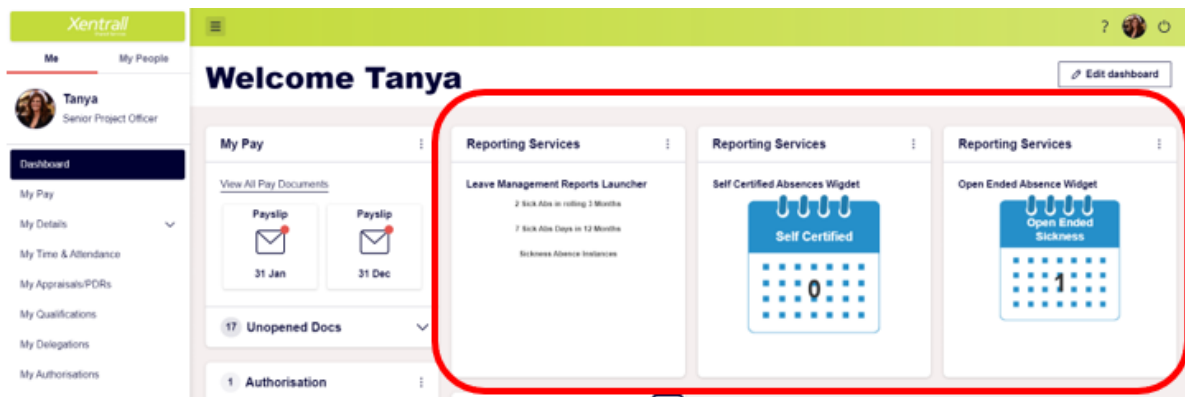 Xentrall
Me My People
Tanya
Senior Project Officer
Dashboard
My Pay
My Details
My Time & Attendance
My Appraisals/PDRs
My Qualifications
My Delegations
My Authorisations
?
Welcome Tanya
Edit dashboard
My Pay
View All Pay Documents
Payslip Payslip
31 Jan 31 Dec
17 Unopened Docs
1 Authorisation
Reporting Services
Leave Management Reports Launcher
2 Sick Abs in rolling 3 Months
7 Sick Abs Days in 12 Months
Sickness Absence Instances
Reporting Services
Self Certified Absences Wigdet
Self Certified
0
Reporting Services
Open Ended Absence Widget
Open Ended
Sickness
1